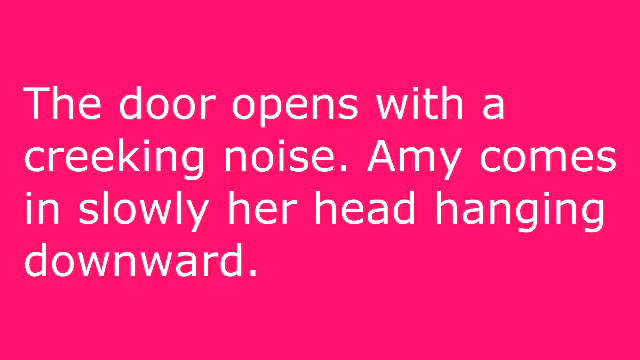 The door opens with a
creeking noise. Amy comes
in slowly her head hanging
downward.